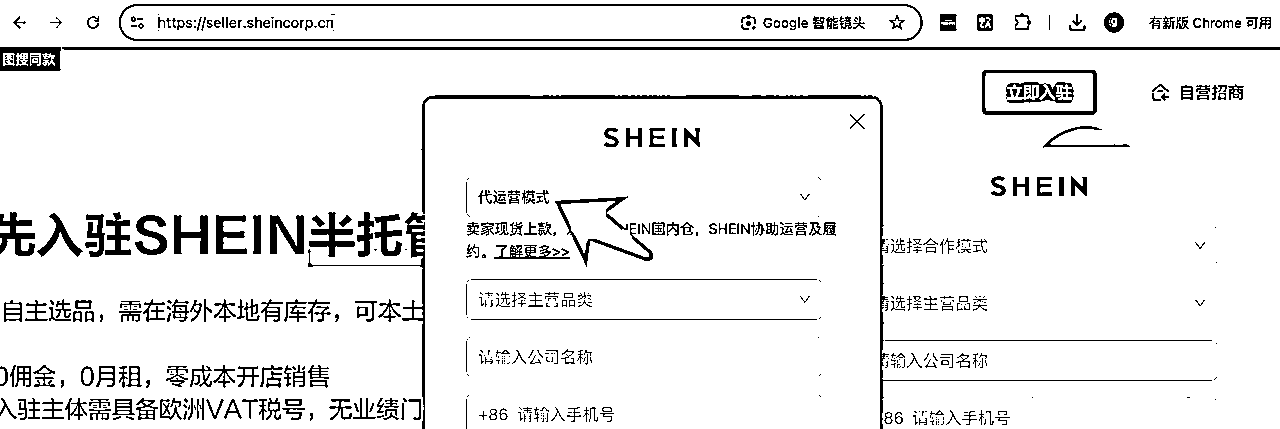 https://seller.sheincorp.cn
Google 智能镜头
有新版 Chrome 可用
图搜同款
立即入驻
自营招商
SHEIN
代运营模式
卖家现货上款，
EIN国内仓，SHEIN协助运营及履
约。了解更多>>
请选择主营品类
请输入公司名称
+86 请输入手机号
先入驻SHEIN半托管
自主选品，需在海外本地有库存，可本土
0佣金，0月租，零成本开店销售
入驻主体需具备欧洲VAT税号，无业绩门
SHEIN
请选择合作模式
请选择主营品类
请输入公司名称
86 请输入手机号